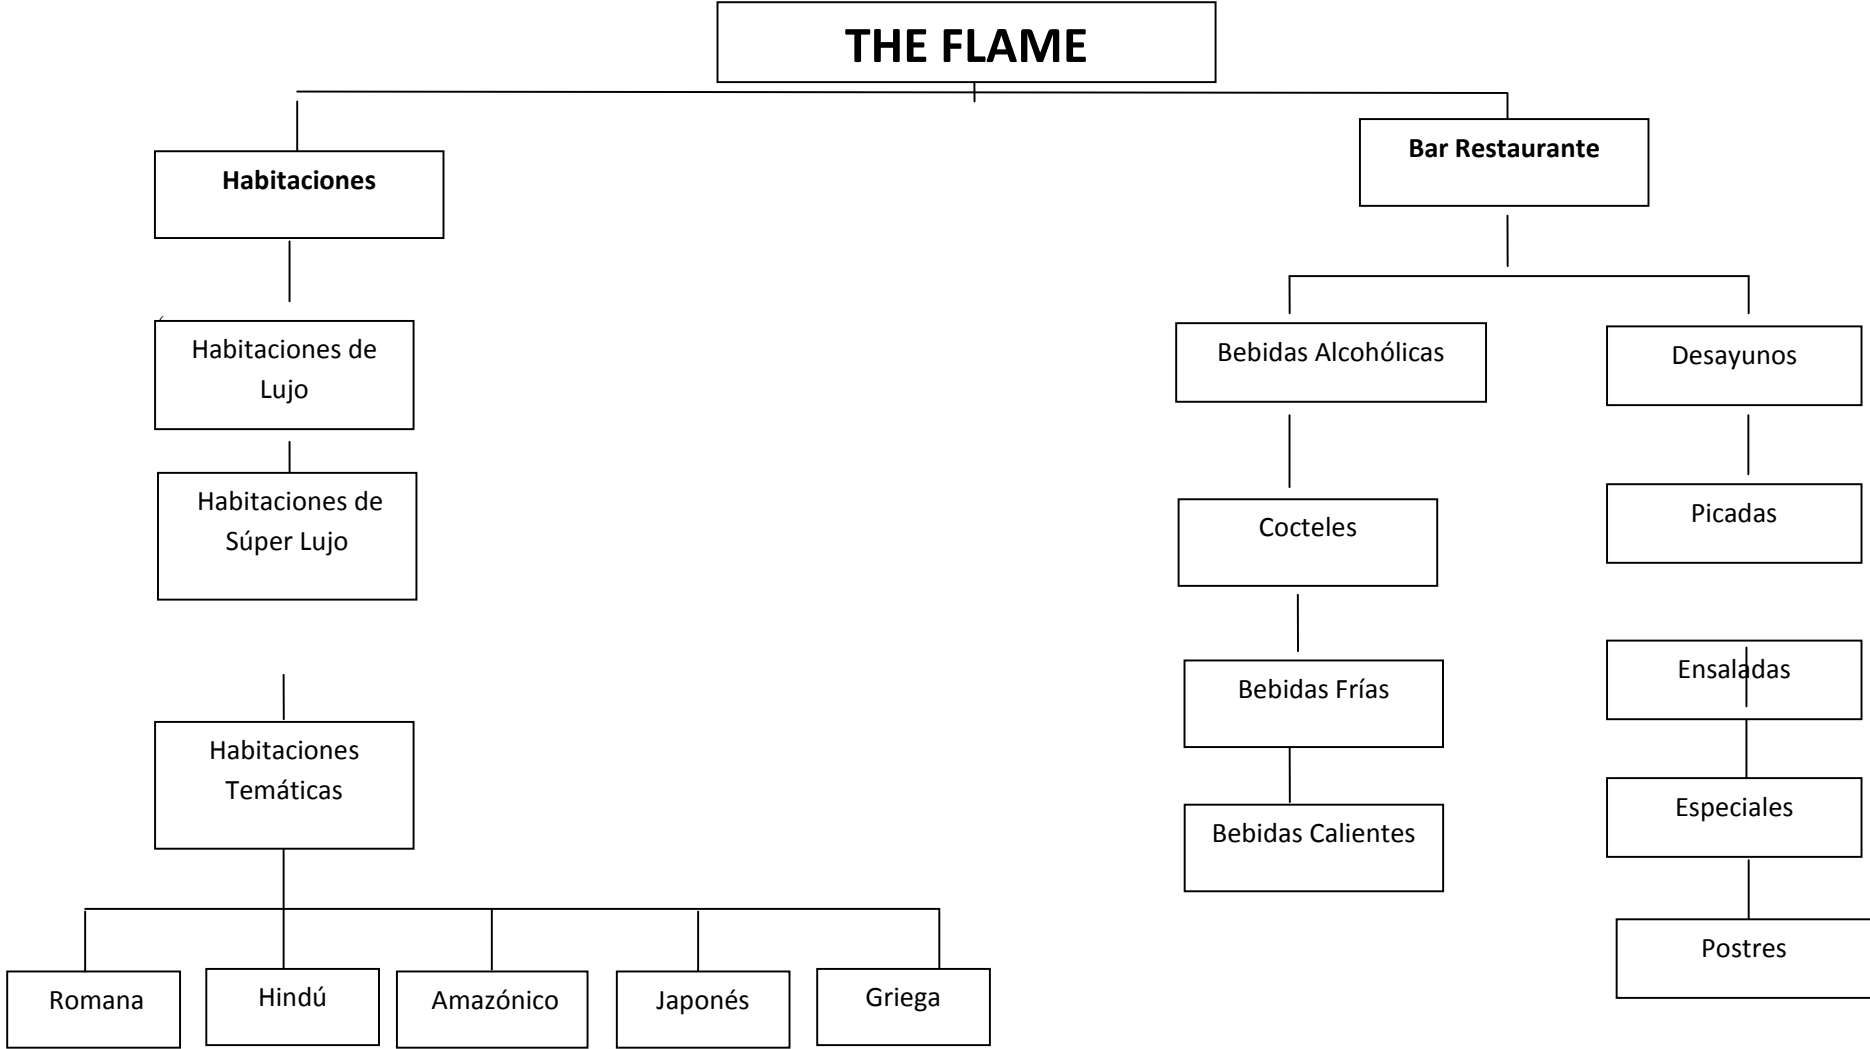 THE FLAME
Habitaciones
Bar Restaurante
Habitaciones de
Lujo
Bebidas Alcohólicas
Desayunos
Habitaciones de
Súper Lujo
Cocteles
Picadas
Bebidas Frías
Ensaladas
Habitaciones
Temáticas
Bebidas Calientes
Especiales
Postres
Romana
Hindú
Amazónico
Japonés
Griega